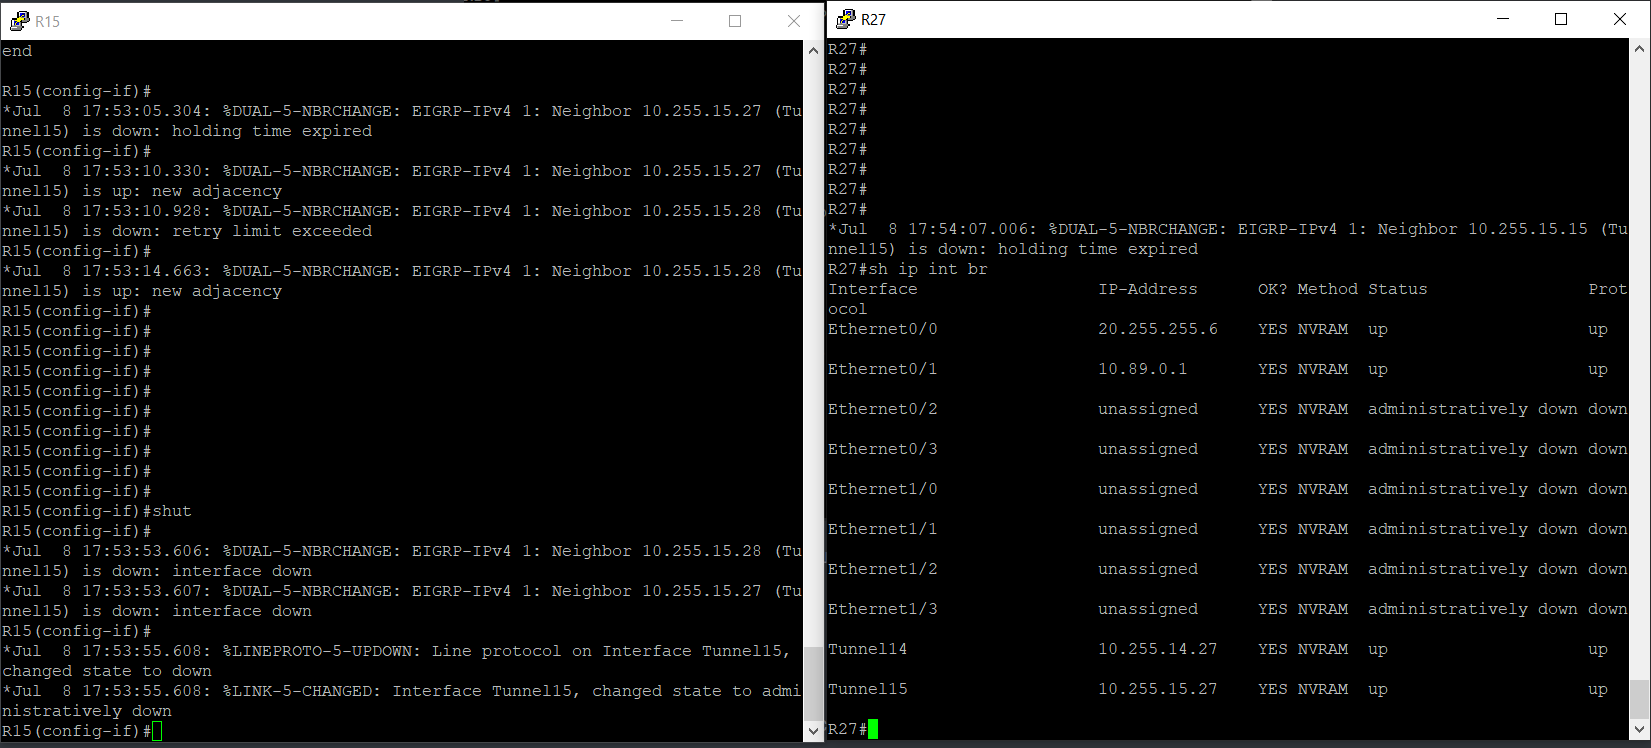 R15
end
R15(config-if)#
*Jul  8 17:53:05.304: %DUAL-5-NBRCHANGE: EIGRP-IPv4 1: Neighbor 10.255.15.27 (Tu
nnel15) is down: holding time expired
R15(config-if)#
*Jul  8 17:53:10.330: %DUAL-5-NBRCHANGE: EIGRP-IPv4 1: Neighbor 10.255.15.27 (Tu
nnel15) is up: new adjacency
*Jul  8 17:53:10.928: %DUAL-5-NBRCHANGE: EIGRP-IPv4 1: Neighbor 10.255.15.28 (Tu
nnel15) is down: retry limit exceeded
R15(config-if)#
*Jul  8 17:53:14.663: %DUAL-5-NBRCHANGE: EIGRP-IPv4 1: Neighbor 10.255.15.28 (Tu
nnel15) is up: new adjacency
R15(config-if)#
R15(config-if)#
R15(config-if)#
R15(config-if)#
R15(config-if)#
R15(config-if)#
R15(config-if)#
R15(config-if)#
R15(config-if)#
R15(config-if)#
R15(config-if)#shut
R15(config-if)#
*Jul  8 17:53:53.606: %DUAL-5-NBRCHANGE: EIGRP-IPv4 1: Neighbor 10.255.15.28 (Tu
nnel15) is down: interface down
*Jul  8 17:53:53.607: %DUAL-5-NBRCHANGE: EIGRP-IPv4 1: Neighbor 10.255.15.27 (Tu
nnel15) is down: interface down
R15(config-if)#
*Jul  8 17:53:55.608: %LINEPROTO-5-UPDOWN: Line protocol on Interface Tunnel15,
changed state to down
*Jul  8 17:53:55.608: %LINK-5-CHANGED: Interface Tunnel15, changed state to admi
nistratively down
R15(config-if)#
R27
R27#
R27#
R27#
R27#
R27#
R27#
R27#
R27#
R27#
*Jul  8 17:54:07.006: %DUAL-5-NBRCHANGE: EIGRP-IPv4 1: Neighbor 10.255.15.15 (Tu
nnel15) is down: holding time expired
R27#sh ip int br
Interface                  IP-Address      OK? Method Status                Prot
ocol
Ethernet0/0                20.255.255.6    YES NVRAM  up                    up
Ethernet0/1                10.89.0.1       YES NVRAM  up                    up
Ethernet0/2                unassigned      YES NVRAM  administratively down down
Ethernet0/3                unassigned      YES NVRAM  administratively down down
Ethernet1/0                unassigned      YES NVRAM  administratively down down
Ethernet1/1                unassigned      YES NVRAM  administratively down down
Ethernet1/2                unassigned      YES NVRAM  administratively down down
Ethernet1/3                unassigned      YES NVRAM  administratively down down
Tunnel14                   10.255.14.27    YES NVRAM  up                    up
Tunnel15                   10.255.15.27    YES NVRAM  up                    up
R27#